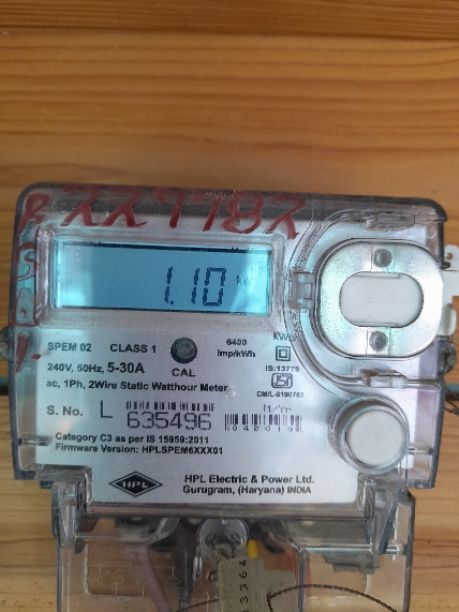 1.10
SPEM 02 CLASS 1 6400 imp/kWh
240V, 50Hz, 5-30A CAL
ac, 1Ph, 2Wire Static Watthour Meter
IS:13779
CM/L-9190763
S. No. L 635496
M/Yr
Category C3 as per IS 15959:2011
Firmware Version: HPLSPEM6XXX01
HPL
HPL Electric & Power Ltd.
Gurugram, (Haryana) INDIA